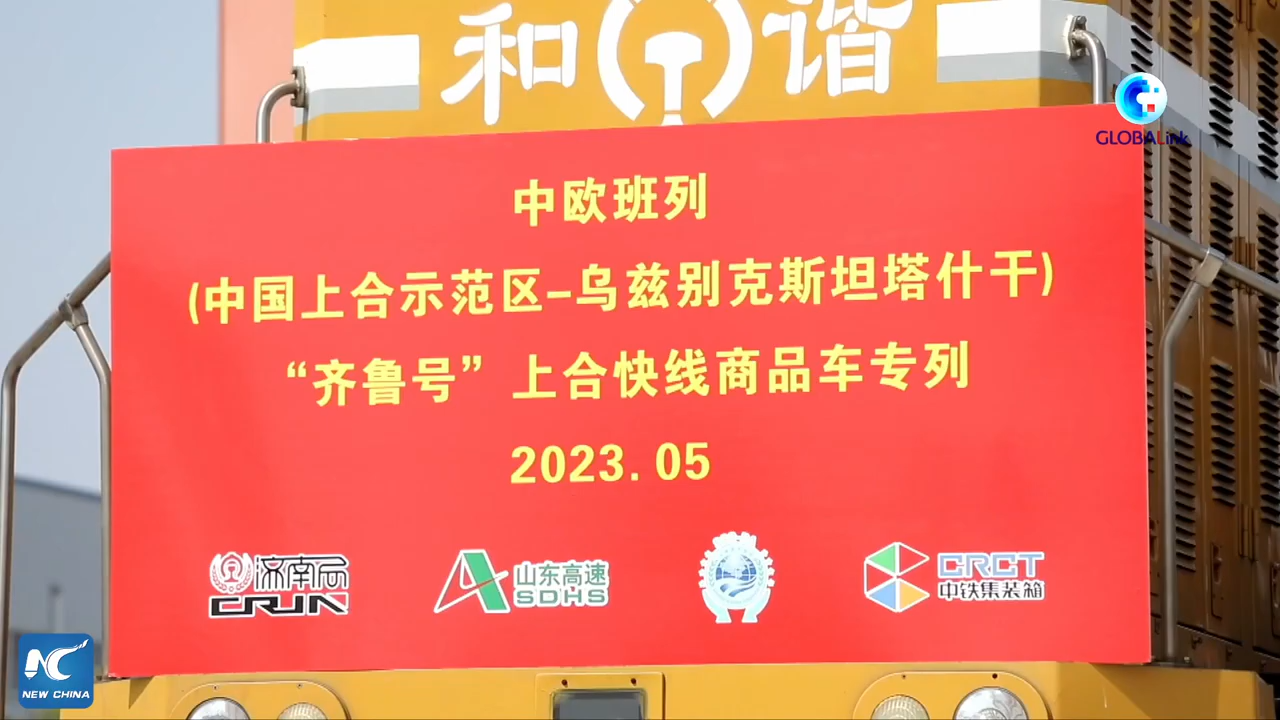 和谐
GLOBALink
中欧班列
(中国上合示范区-乌兹别克斯坦塔什干)
“齐鲁号”上合快线商品车专列
2023.05
济南局
CRJN
山东高速
SDHS
CRCT
中铁集装箱
NC
NEW CHINA